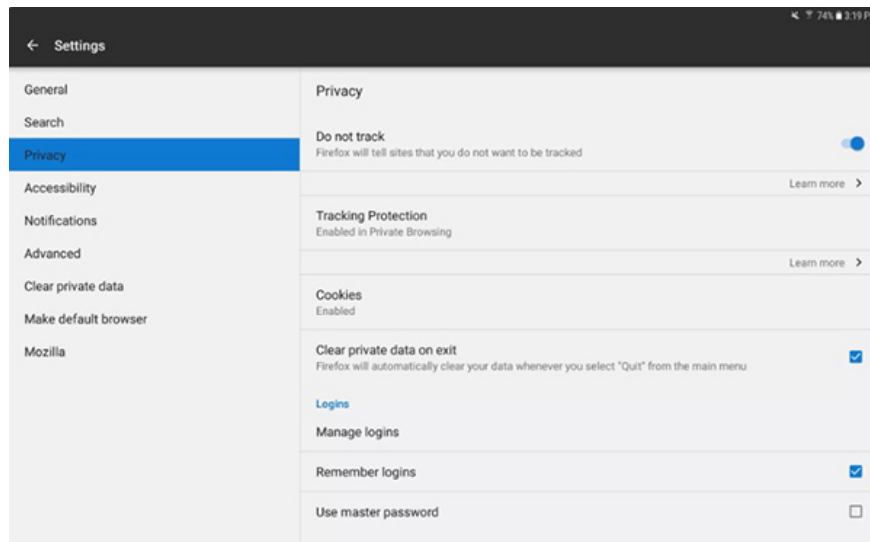 74% 3:19 P
Settings
General
Search
Privacy
Accessibility
Notifications
Advanced
Clear private data
Make default browser
Mozilla
Privacy
Do not track
Firefox will tell sites that you do not want to be tracked
Learn more
Tracking Protection
Enabled in Private Browsing
Learn more
Cookies
Enabled
Clear private data on exit
Firefox will automatically clear your data whenever you select "Quit" from the main menu
Logins
Manage logins
Remember logins
Use master password